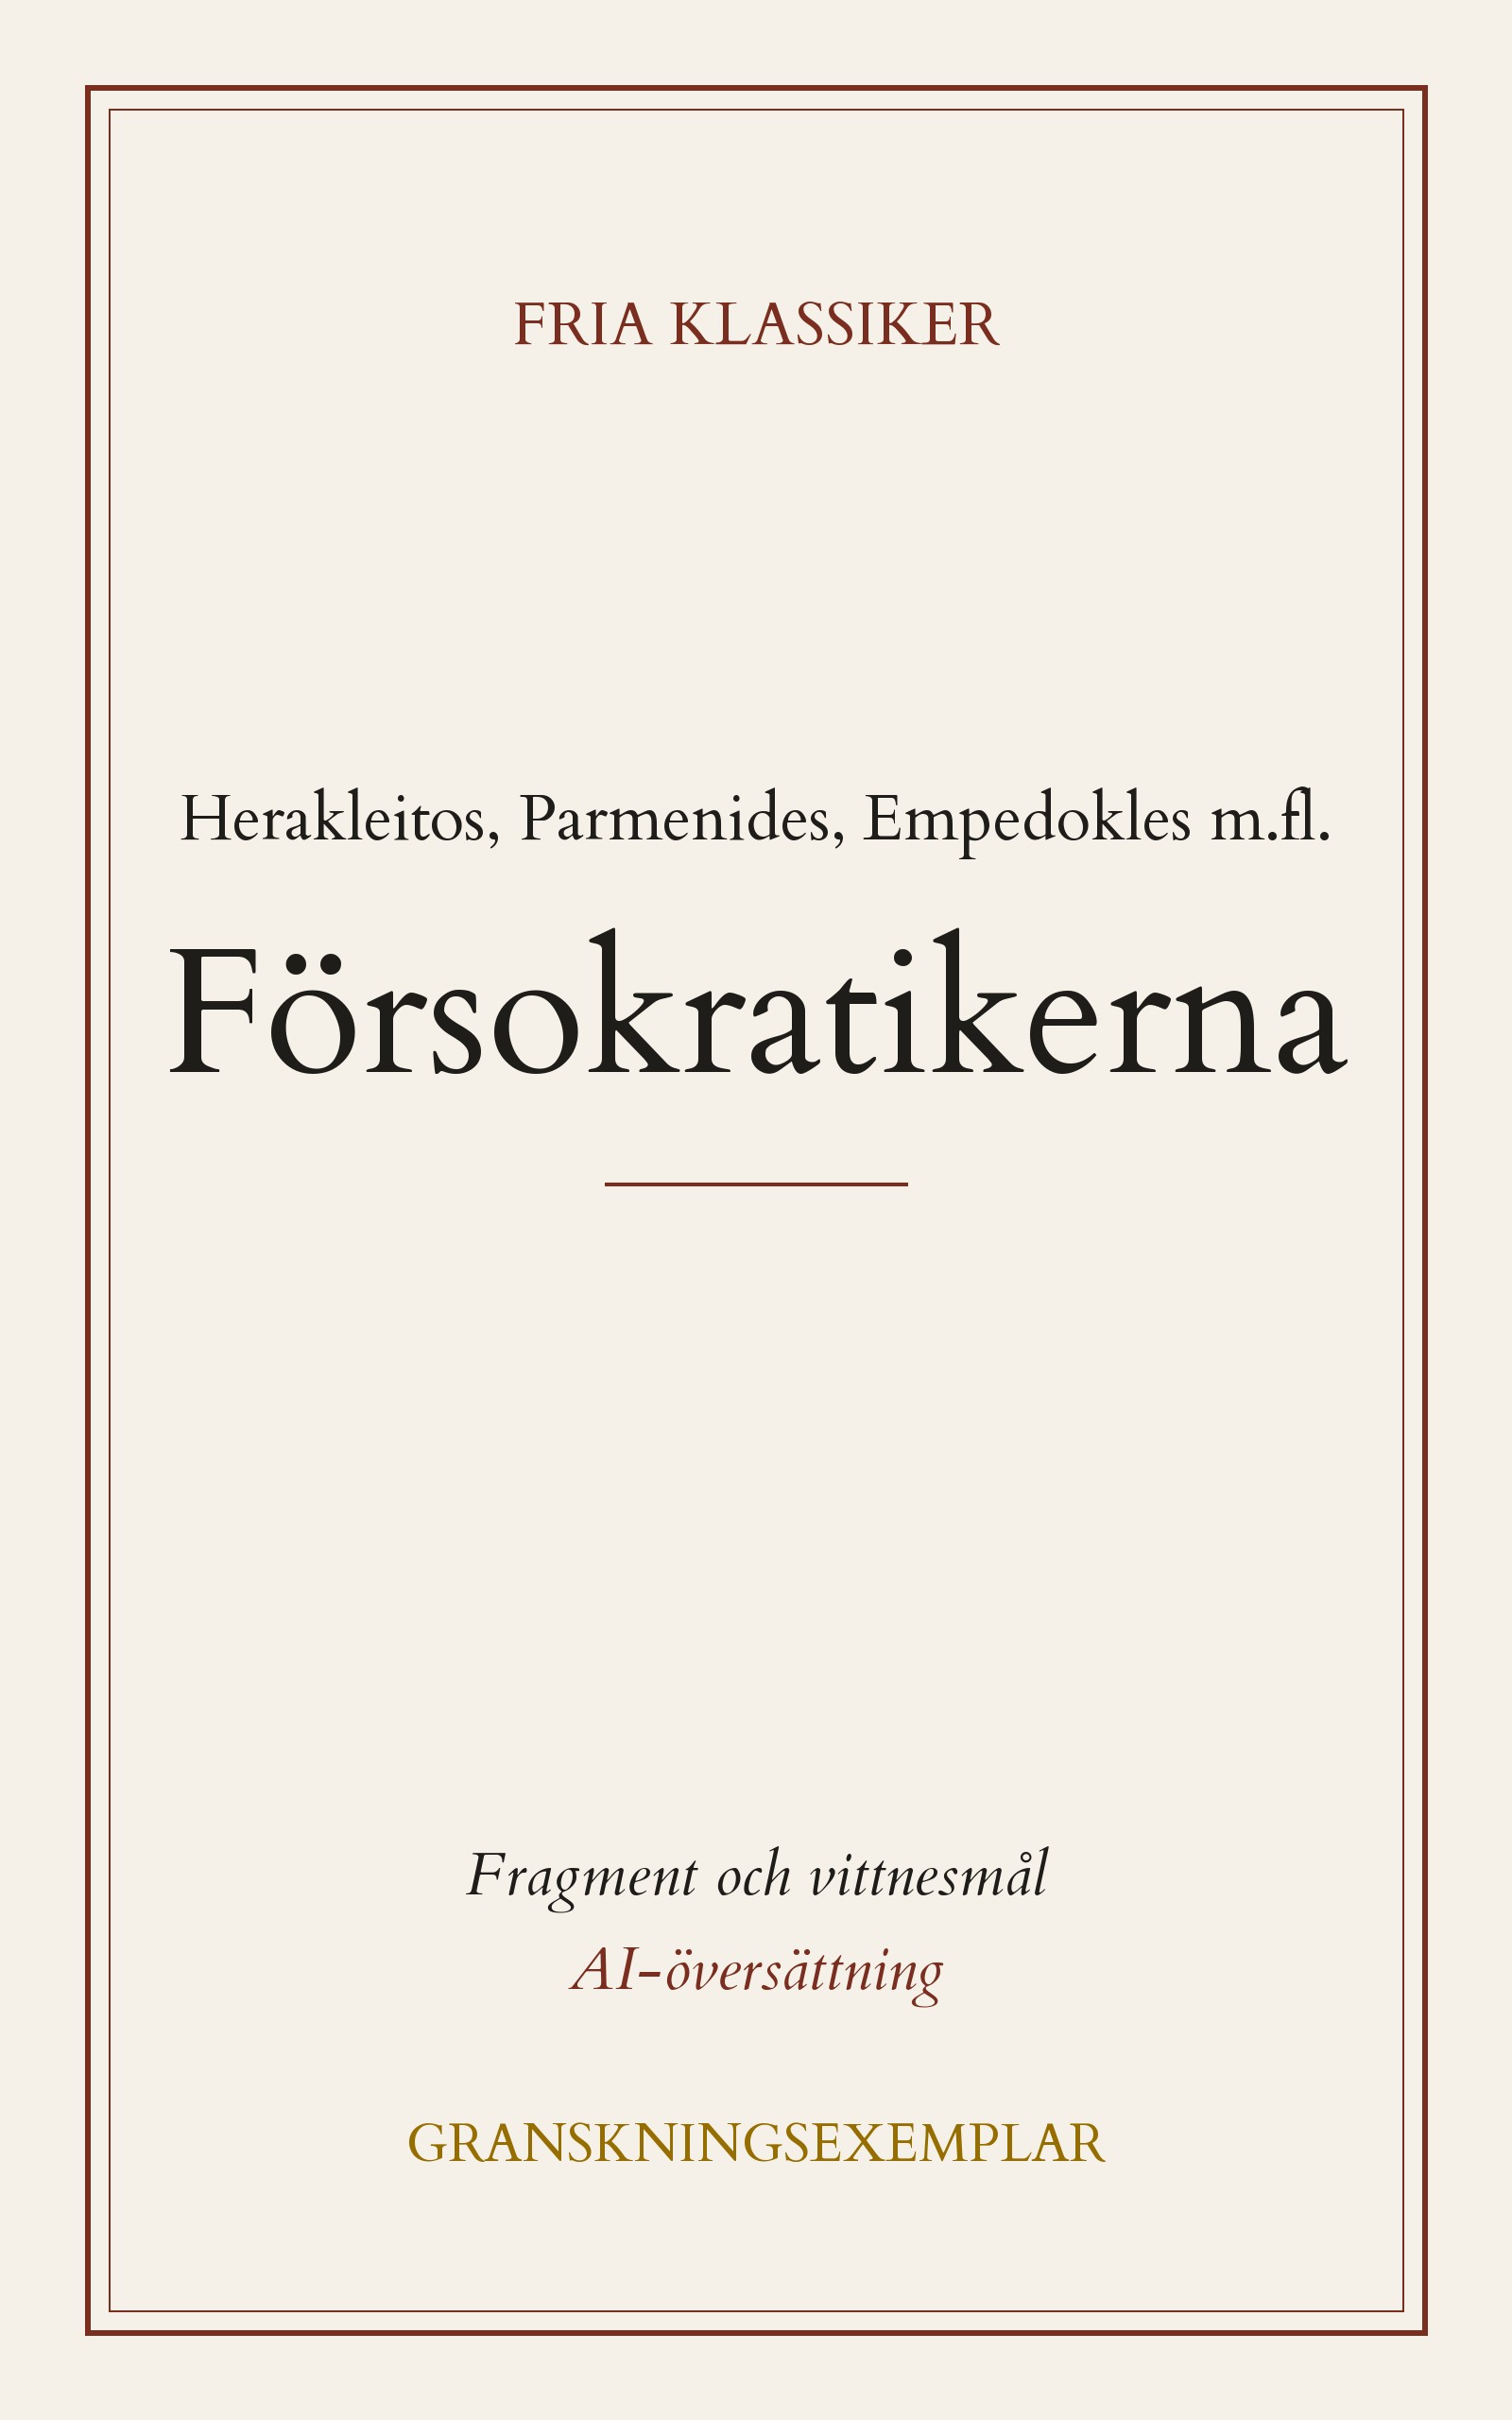 FRIA KLASSIKER
Herakleitos, Parmenides, Empedokles m.fl.
Försokratikerna
Fragment och vittnesmål
AI-översättning
GRANSKNINGSEXEMPLAR